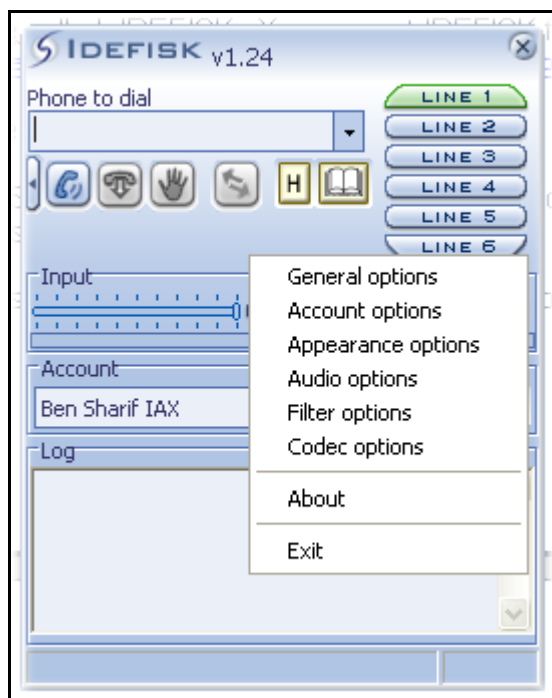 IDEFISK v1.24
Phone to dial
LINE 1
LINE 2
LINE 3
LINE 4
LINE 5
LINE 6
H
Input
Account
Ben Sharif IAX
Log
General options
Account options
Appearance options
Audio options
Filter options
Codec options
About
Exit